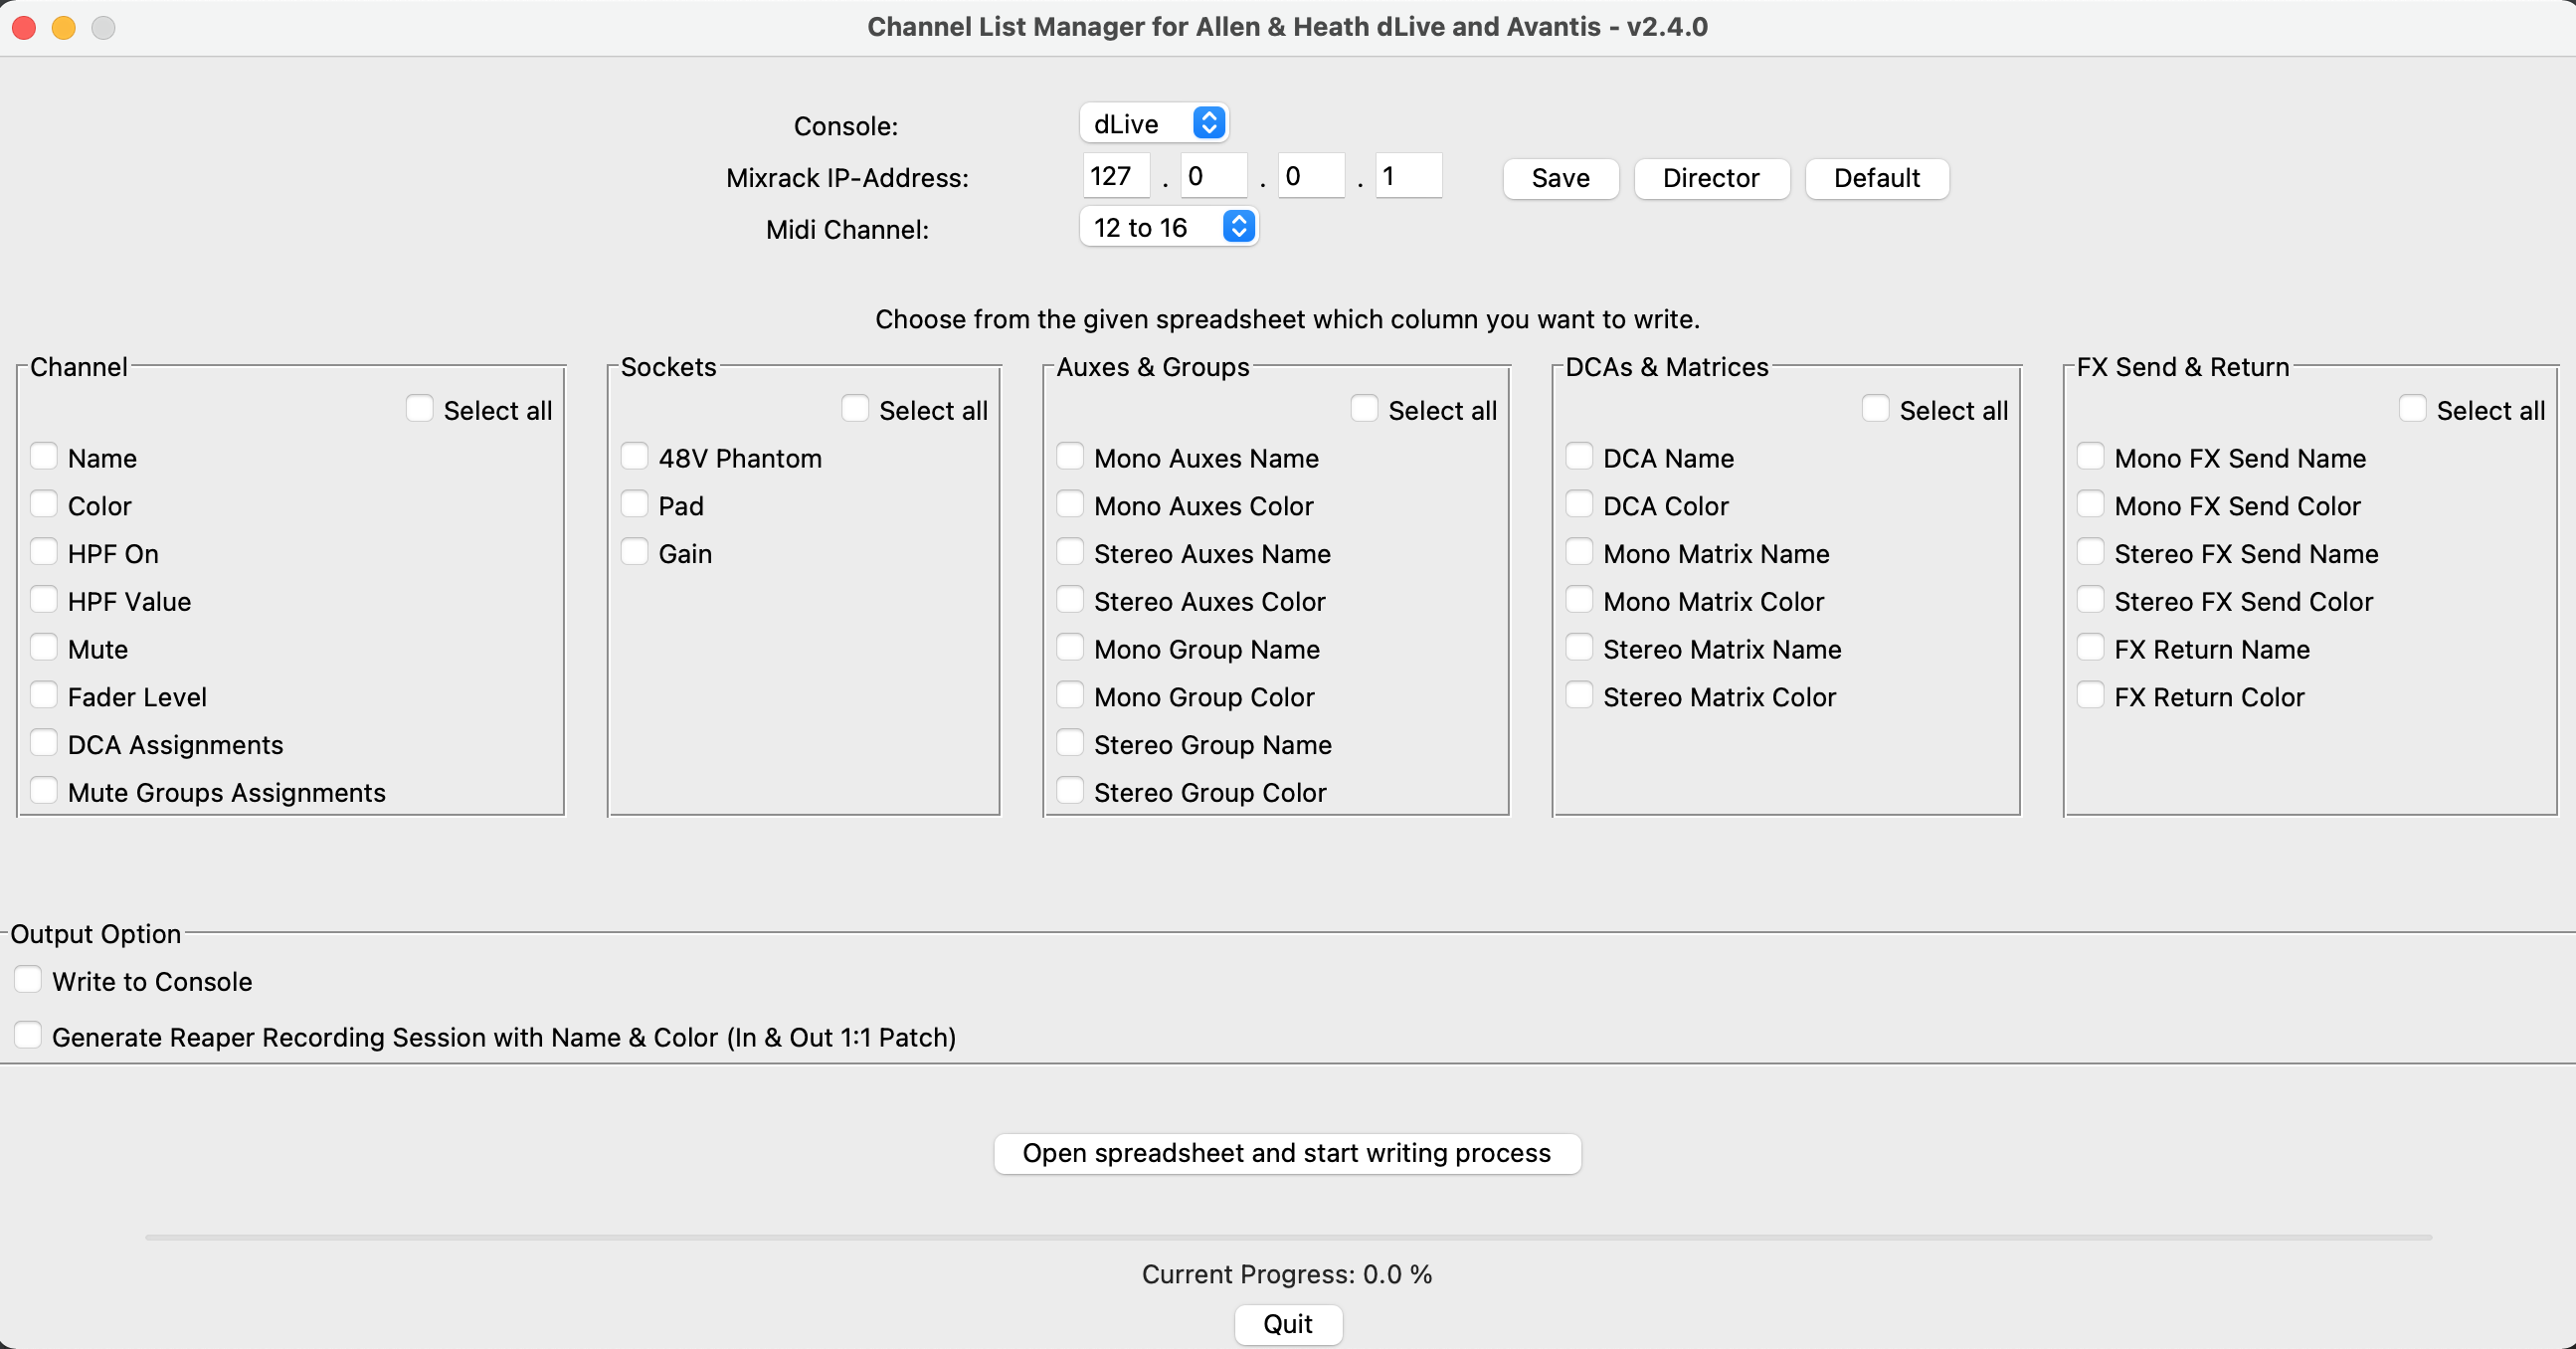 Channel List Manager for Allen & Heath dLive and Avantis - v2.4.0
Console: dLive
Mixrack IP-Address: 127 . 0 . 0 . 1 Save Director Default
Midi Channel: 12 to 16
Choose from the given spreadsheet which column you want to write.
Channel
Select all
Name
Color
HPF On
HPF Value
Mute
Fader Level
DCA Assignments
Mute Groups Assignments
Sockets
Select all
48V Phantom
Pad
Gain
Auxes & Groups
Select all
Mono Auxes Name
Mono Auxes Color
Stereo Auxes Name
Stereo Auxes Color
Mono Group Name
Mono Group Color
Stereo Group Name
Stereo Group Color
DCAs & Matrices
Select all
DCA Name
DCA Color
Mono Matrix Name
Mono Matrix Color
Stereo Matrix Name
Stereo Matrix Color
FX Send & Return
Select all
Mono FX Send Name
Mono FX Send Color
Stereo FX Send Name
Stereo FX Send Color
FX Return Name
FX Return Color
Output Option
Write to Console
Generate Reaper Recording Session with Name & Color (In & Out 1:1 Patch)
Open spreadsheet and start writing process
Current Progress: 0.0 %
Quit